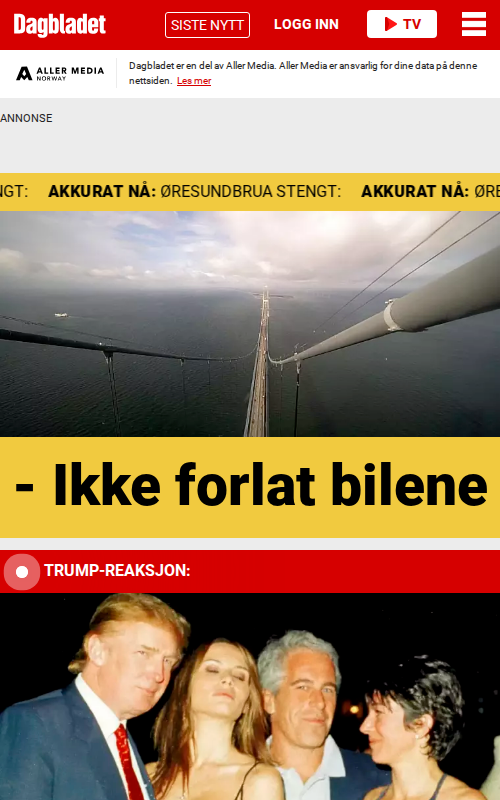 Dagbladet
SISTE NYTT
LOGG INN
TV
ALLER MEDIA
NORWAY
Dagbladet er en del av Aller Media. Aller Media er ansvarlig for dine data på denne
nettsiden. Les mer
ANNONSE
NGT: AKKURAT NÅ: ØRESUNDBRUA STENGT: AKKURAT NÅ: ØRE
- Ikke forlat bilene
TRUMP-REAKSJON: